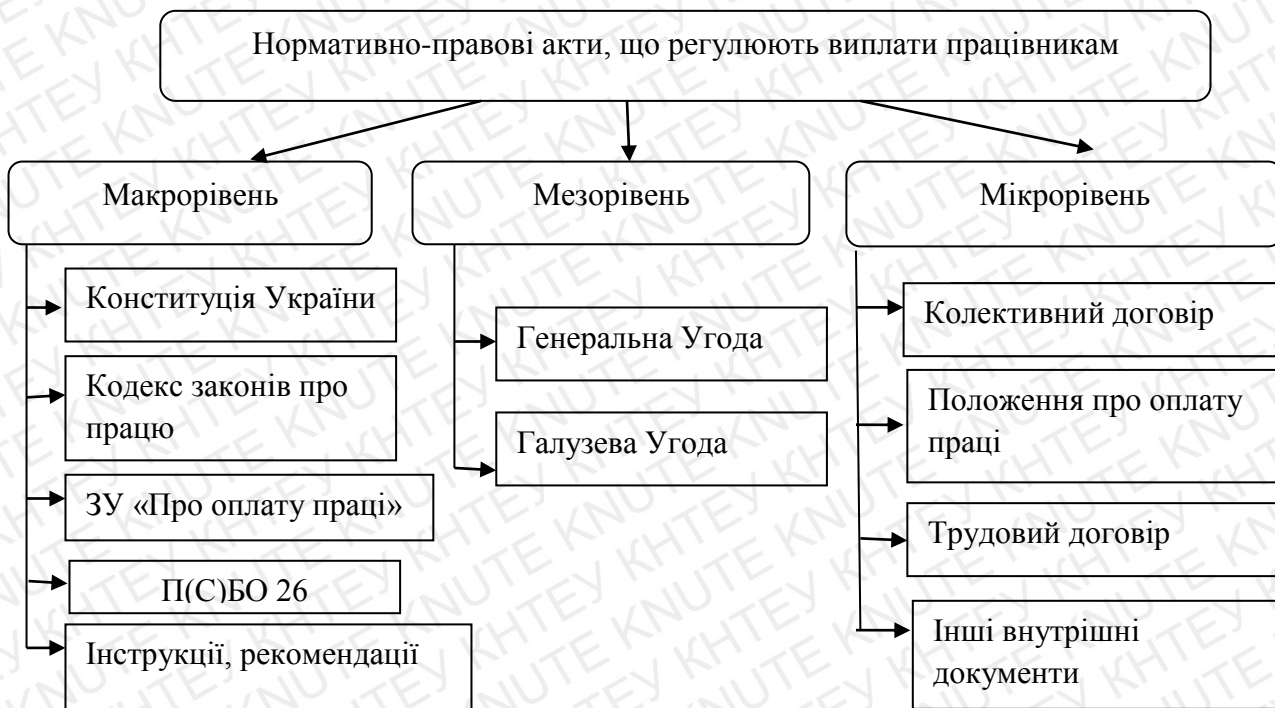 Нормативно-правові акти, що регулюють виплати працівникам
Макрорівень
Конституція України
Кодекс законів про
працю
ЗУ «Про оплату праці»
П(С)БО 26
Інструкції, рекомендації
Мезорівень
Генеральна Угода
Галузева Угода
Мікрорівень
Колективний договір
Положення про оплату
праці
Трудовий договір
Інші внутрішні
документи
KNUTE КНТЕУ